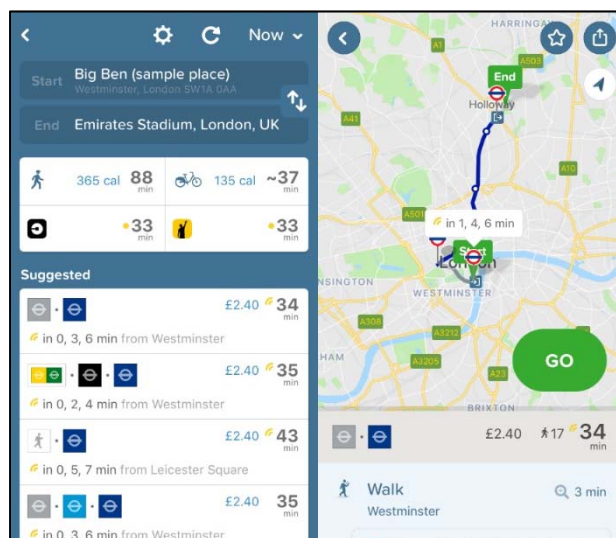 Now
Start Big Ben (sample place)
Westminster, London SW1A 0AA
End Emirates Stadium, London, UK
365 cal 88 min
135 cal ~37 min
33 min
33 min
Suggested
£2.40 34 min
in 0, 3, 6 min from Westminster
£2.40 35 min
in 0, 2, 4 min from Westminster
£2.40 43 min
in 0, 5, 7 min from Leicester Square
£2.40 35 min
in 0, 3, 6 min from Westminster
HARRINGAY
A1
A503
End
Holloway
A41
A10
A501
in 1, 4, 6 min
Start
London
WESTMINSTER
A308
A3212
A3205
A23
BRIXTON
GO
£2.40 17 34 min
Walk 3 min
Westminster